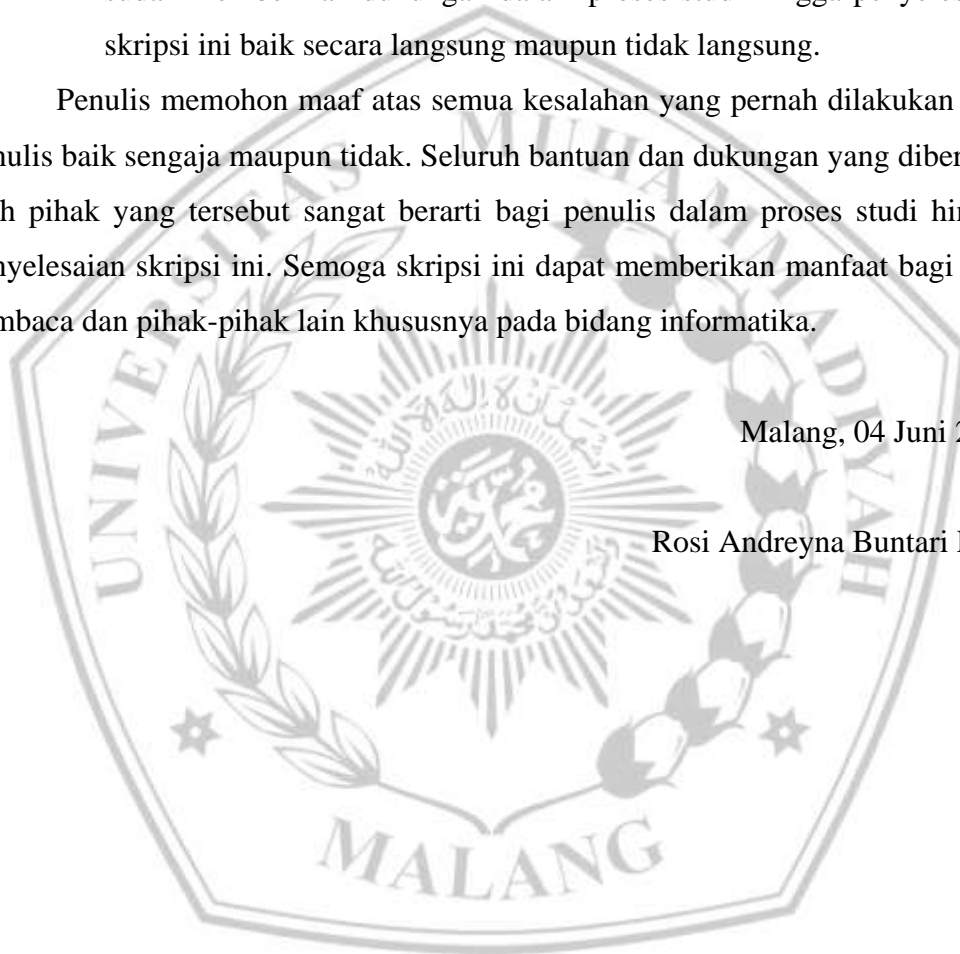 skripsi ini baik secara langsung maupun tidak langsung.
Penulis memohon maaf atas semua kesalahan yang pernah dilakukan
nulis baik sengaja maupun tidak. Seluruh bantuan dan dukungan yang diber
h pihak yang tersebut sangat berarti bagi penulis dalam proses studi hin
nyelesaian skripsi ini. Semoga skripsi ini dapat memberikan manfaat bagi
mbaca dan pihak-pihak lain khususnya pada bidang informatika.
Malang, 04 Juni 2
Rosi Andreyna Buntari
UNIVERSITAS MUHAMMADIYAH
MALANG